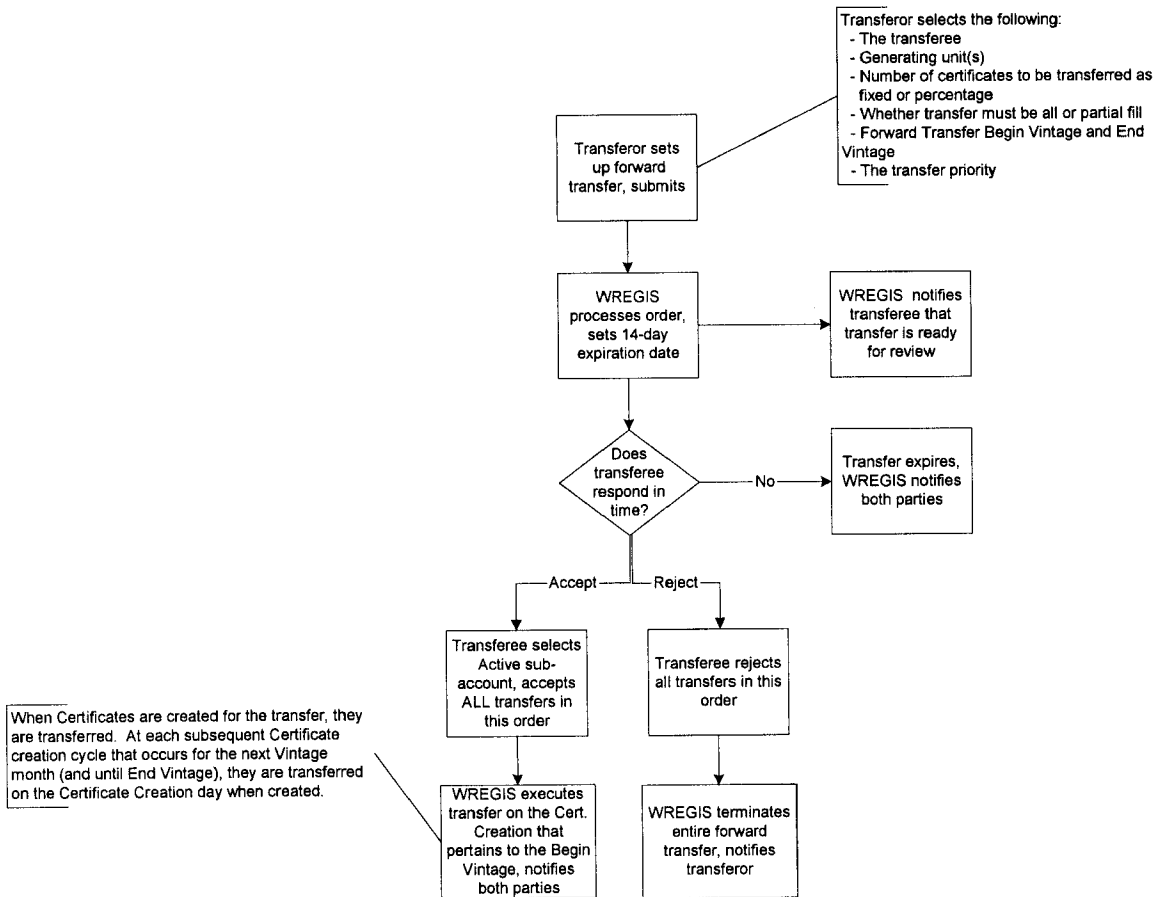 Transferor selects the following:
- The transferee
- Generating unit(s)
- Number of certificates to be transferred as
fixed or percentage
- Whether transfer must be all or partial fill
- Forward Transfer Begin Vintage and End
Vintage
- The transfer priority
Transferor sets
up forward
transfer, submits
WREGIS
processes order,
sets 14-day
expiration date
WREGIS notifies
transferee that
transfer is ready
for review
Does
transferee
respond in
time?
No
Transfer expires,
WREGIS notifies
both parties
Accept
Reject
Transferee selects
Active sub-
account, accepts
ALL transfers in
this order
Transferee rejects
all transfers in this
order
When Certificates are created for the transfer, they
are transferred. At each subsequent Certificate
creation cycle that occurs for the next Vintage
month (and until End Vintage), they are transferred
on the Certificate Creation day when created.
WREGIS executes
transfer on the Cert.
Creation that
pertains to the Begin
Vintage, notifies
both parties
WREGIS terminates
entire forward
transfer, notifies
transferor